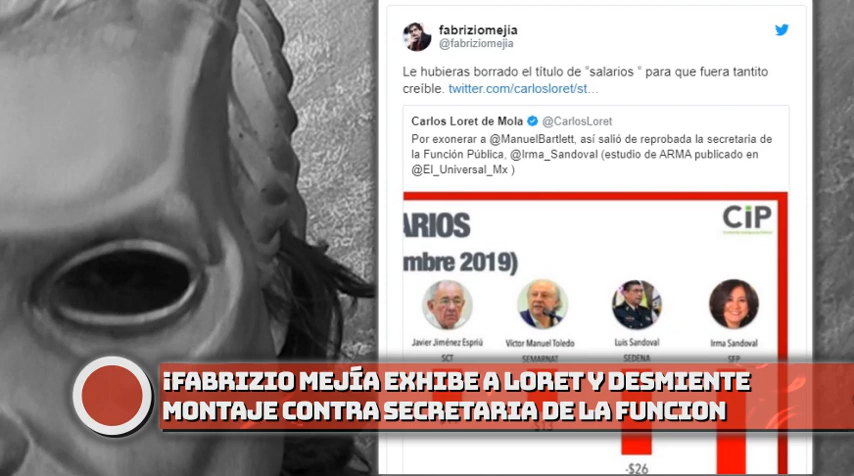 fabriziomejía
@fabriziomejia
Le hubieras borrado el título de "salarios " para que fuera tantito
creíble. twitter.com/carlosloret/st…
Carlos Loret de Mola @CarlosLoret
Por exonerar a @ManuelBartlett, así salió de reprobada la secretaria de
la Función Pública, @Irma_Sandoval (estudio de ARMA publicado en
@El_Universal_Mx )
CiP
ARIOS
mbre 2019)
Javier Jiménez Espriú
Víctor Manuel Toledo
Luis Sandoval
Irma Sandoval
SCT
SEMARNAT
SEDENA
SFP
¡FABRIZIO MEJÍA EXHIBE A LORET Y DESMIENTE
MONTAJE CONTRA SECRETARIA DE LA FUNCION
-$26